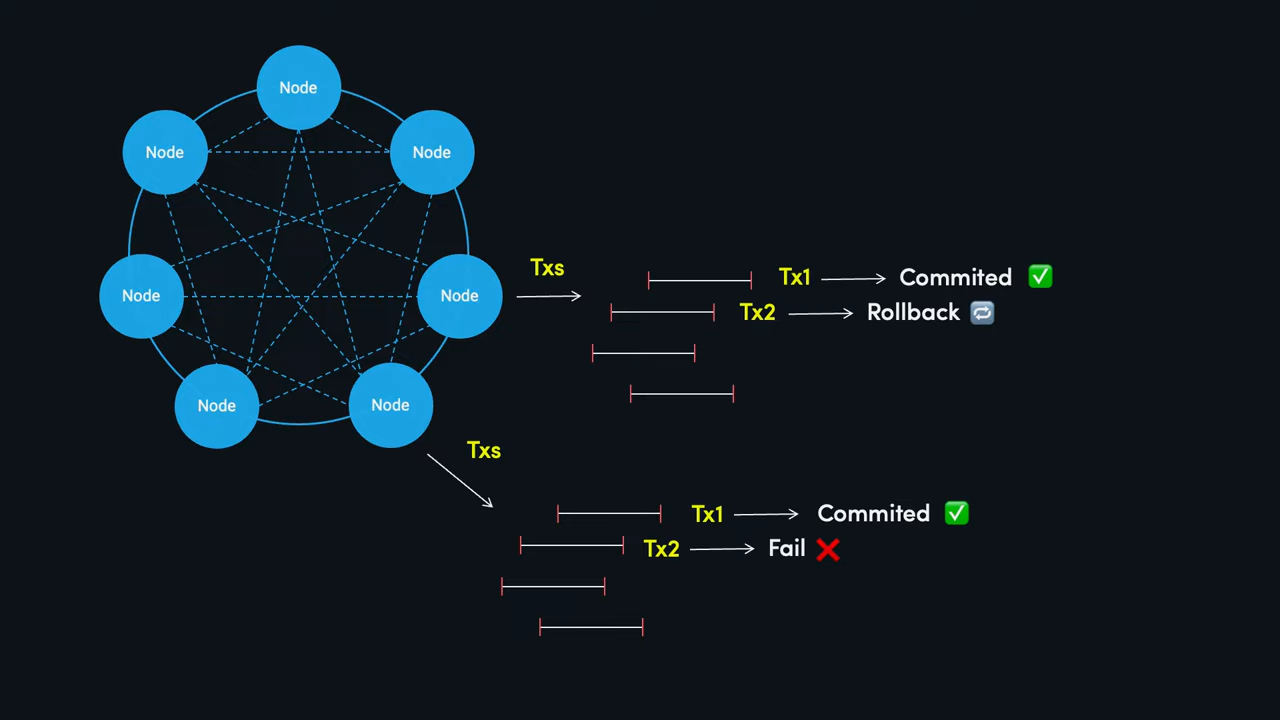 Node
Node
Node
Node
Node
Node
Node
Txs
Tx1 Commited
Tx2 Rollback
Txs
Tx1 Commited
Tx2 Fail